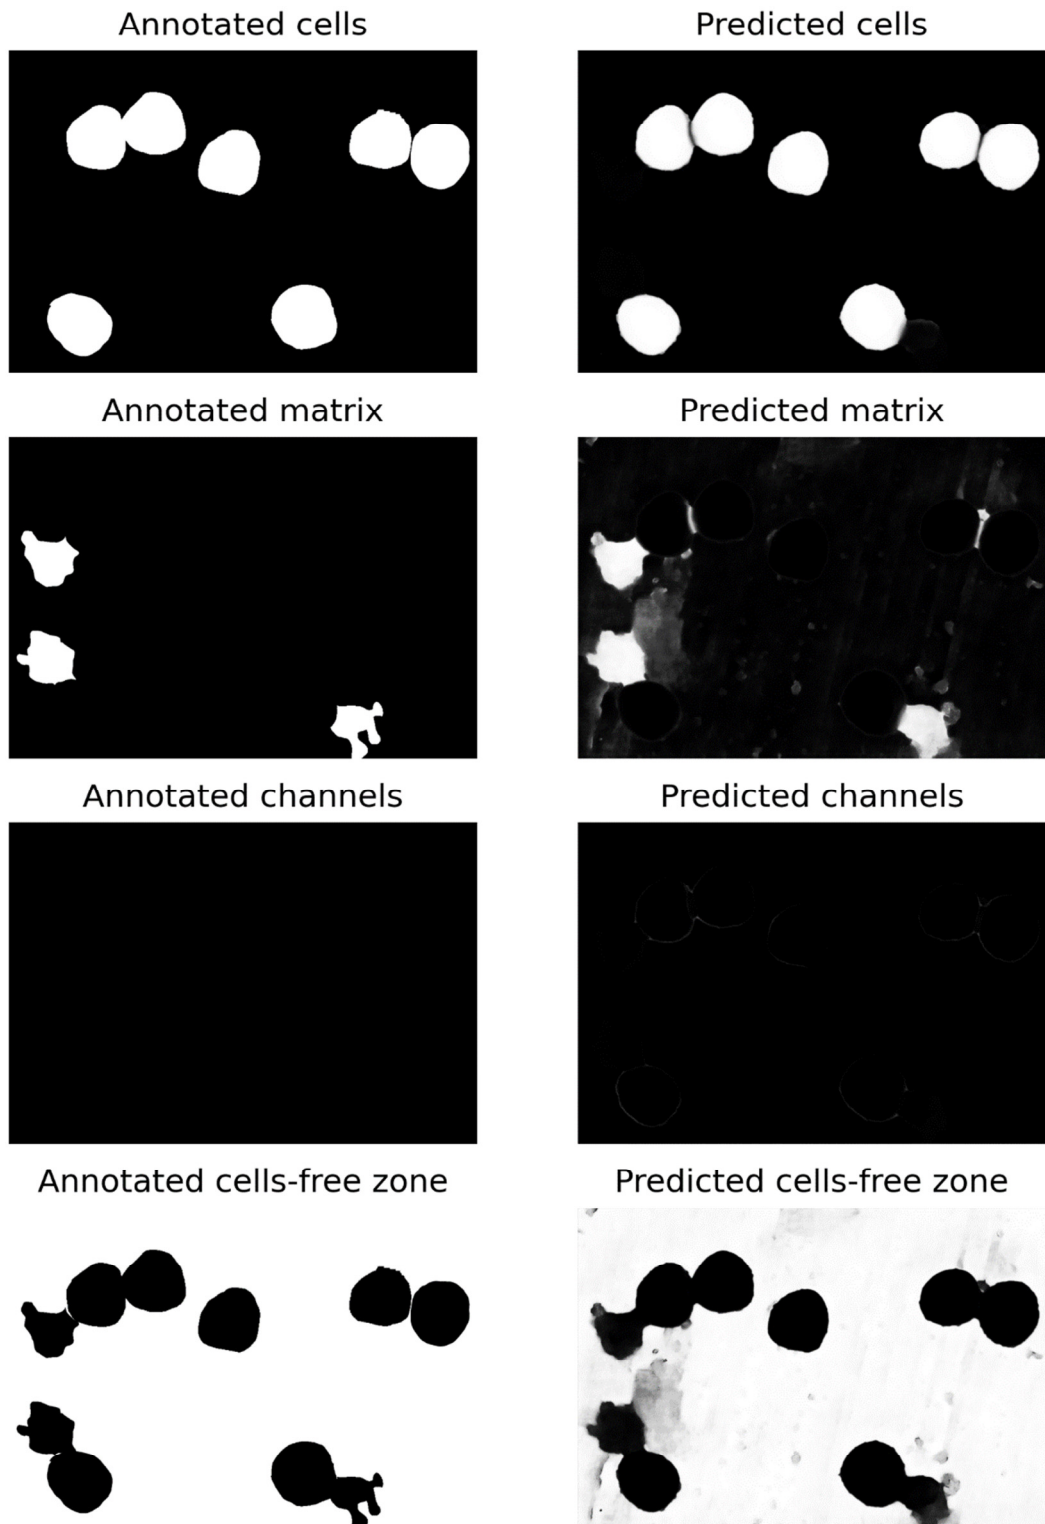 Annotated cells
Predicted cells
Annotated matrix
Predicted matrix
Annotated channels
Predicted channels
Annotated cells-free zone
Predicted cells-free zone